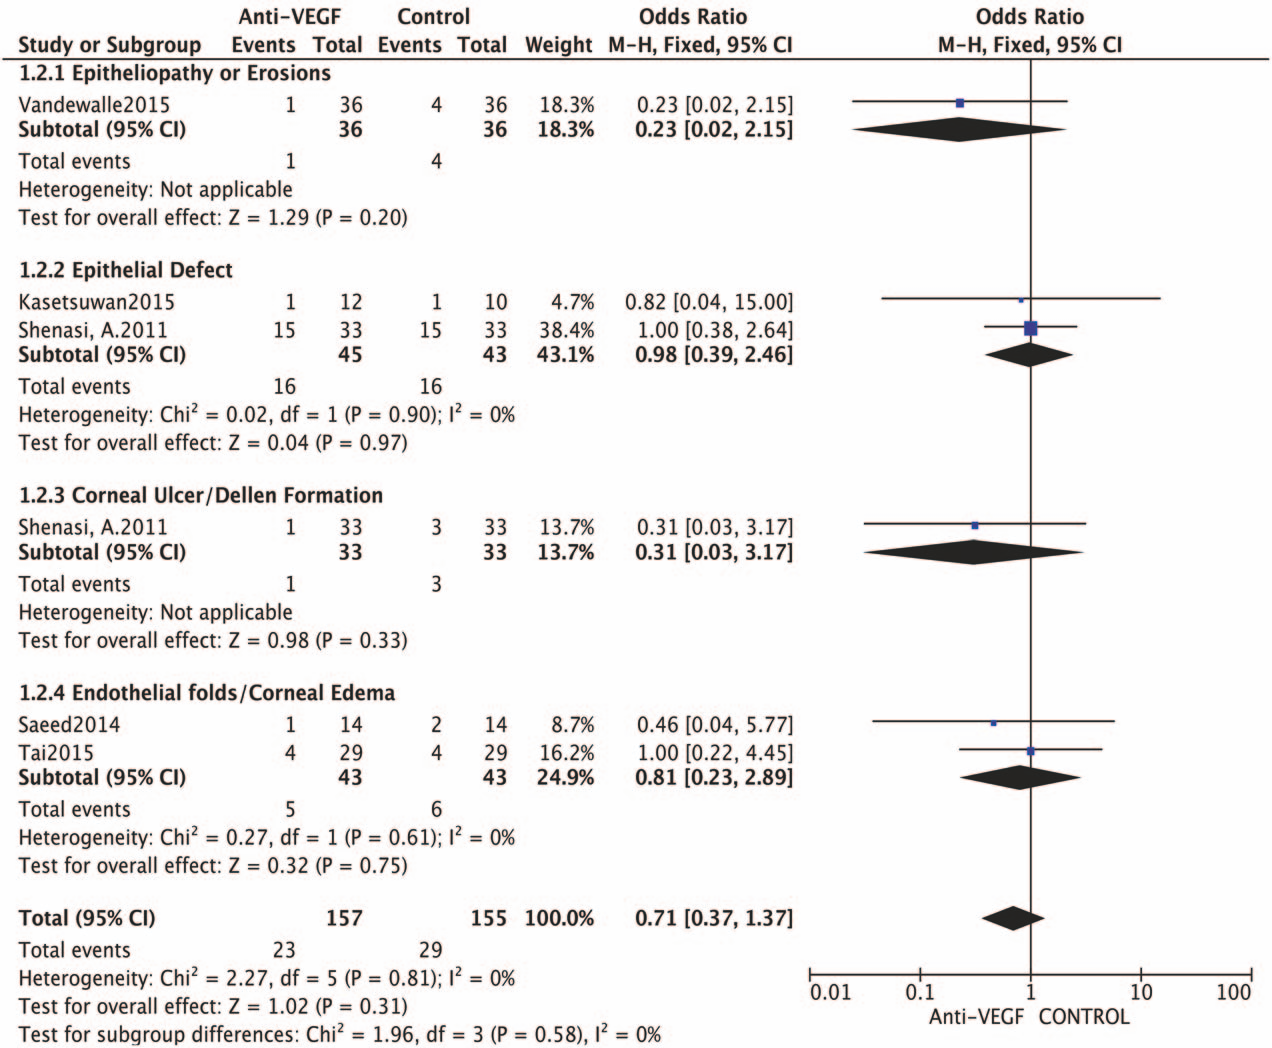 Anti-VEGF Control Odds Ratio Odds Ratio
Study or Subgroup Events Total Events Total Weight M-H, Fixed, 95% CI M-H, Fixed, 95% CI
1.2.1 Epitheliopathy or Erosions
Vandewalle2015 1 36 4 36 18.3% 0.23 [0.02, 2.15]
Subtotal (95% CI) 36 36 18.3% 0.23 [0.02, 2.15]
Total events 1 4
Heterogeneity: Not applicable
Test for overall effect: Z = 1.29 (P = 0.20)
1.2.2 Epithelial Defect
Kasetsuwan2015 1 12 1 10 4.7% 0.82 [0.04, 15.00]
Shenasi, A.2011 15 33 15 33 38.4% 1.00 [0.38, 2.64]
Subtotal (95% CI) 45 43 43.1% 0.98 [0.39, 2.46]
Total events 16 16
Heterogeneity: Chi² = 0.02, df = 1 (P = 0.90); I² = 0%
Test for overall effect: Z = 0.04 (P = 0.97)
1.2.3 Corneal Ulcer/Dellen Formation
Shenasi, A.2011 1 33 3 33 13.7% 0.31 [0.03, 3.17]
Subtotal (95% CI) 33 33 13.7% 0.31 [0.03, 3.17]
Total events 1 3
Heterogeneity: Not applicable
Test for overall effect: Z = 0.98 (P = 0.33)
1.2.4 Endothelial folds/Corneal Edema
Saeed2014 1 14 2 14 8.7% 0.46 [0.04, 5.77]
Tai2015 4 29 4 29 16.2% 1.00 [0.22, 4.45]
Subtotal (95% CI) 43 43 24.9% 0.81 [0.23, 2.89]
Total events 5 6
Heterogeneity: Chi² = 0.27, df = 1 (P = 0.61); I² = 0%
Test for overall effect: Z = 0.32 (P = 0.75)
Total (95% CI) 157 155 100.0% 0.71 [0.37, 1.37]
Total events 23 29
Heterogeneity: Chi² = 2.27, df = 5 (P = 0.81); I² = 0%
Test for overall effect: Z = 1.02 (P = 0.31)
Test for subgroup differences: Chi² = 1.96, df = 3 (P = 0.58), I² = 0%
0.01 0.1 1 10 100
Anti-VEGF CONTROL